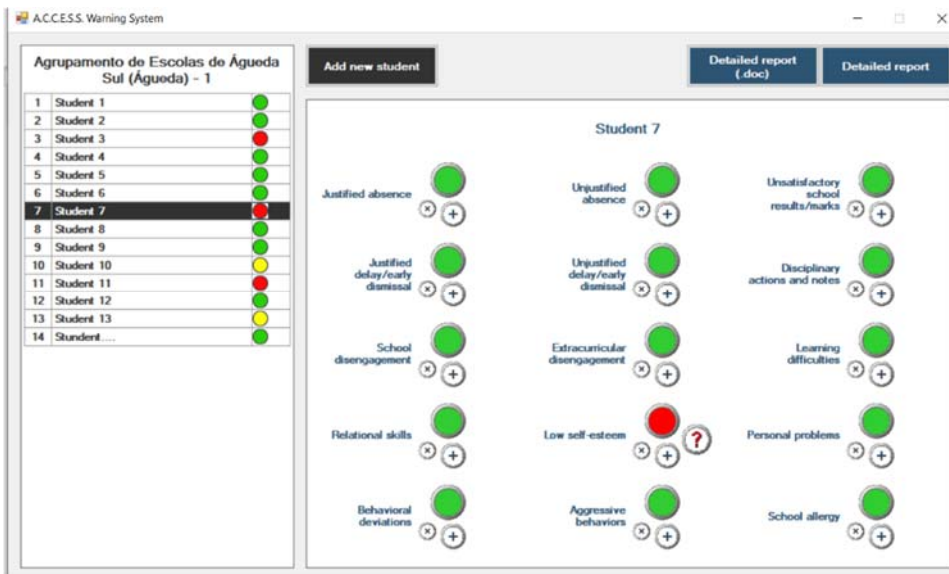 A.C.C.E.S.S. Warning System
Agrupamento de Escolas de Águeda
Sul (Águeda) - 1
1 Student 1
2 Student 2
3 Student 3
4 Student 4
5 Student 5
6 Student 6
7 Student 7
8 Student 8
9 Student 9
10 Student 10
11 Student 11
12 Student 12
13 Student 13
14 Stundent....
Add new student
Detailed report
(.doc)
Detailed report
Student 7
Justified absence
Unjustified
absence
Unsatisfactory
school
results/marks
Justified
delay/early
dismissal
Unjustified
delay/early
dismissal
Disciplinary
actions and notes
School
disengagement
Extracurricular
disengagement
Learning
difficulties
Relational skills
Low self-esteem
?
Personal problems
Behavioral
deviations
Aggressive
behaviors
School allergy